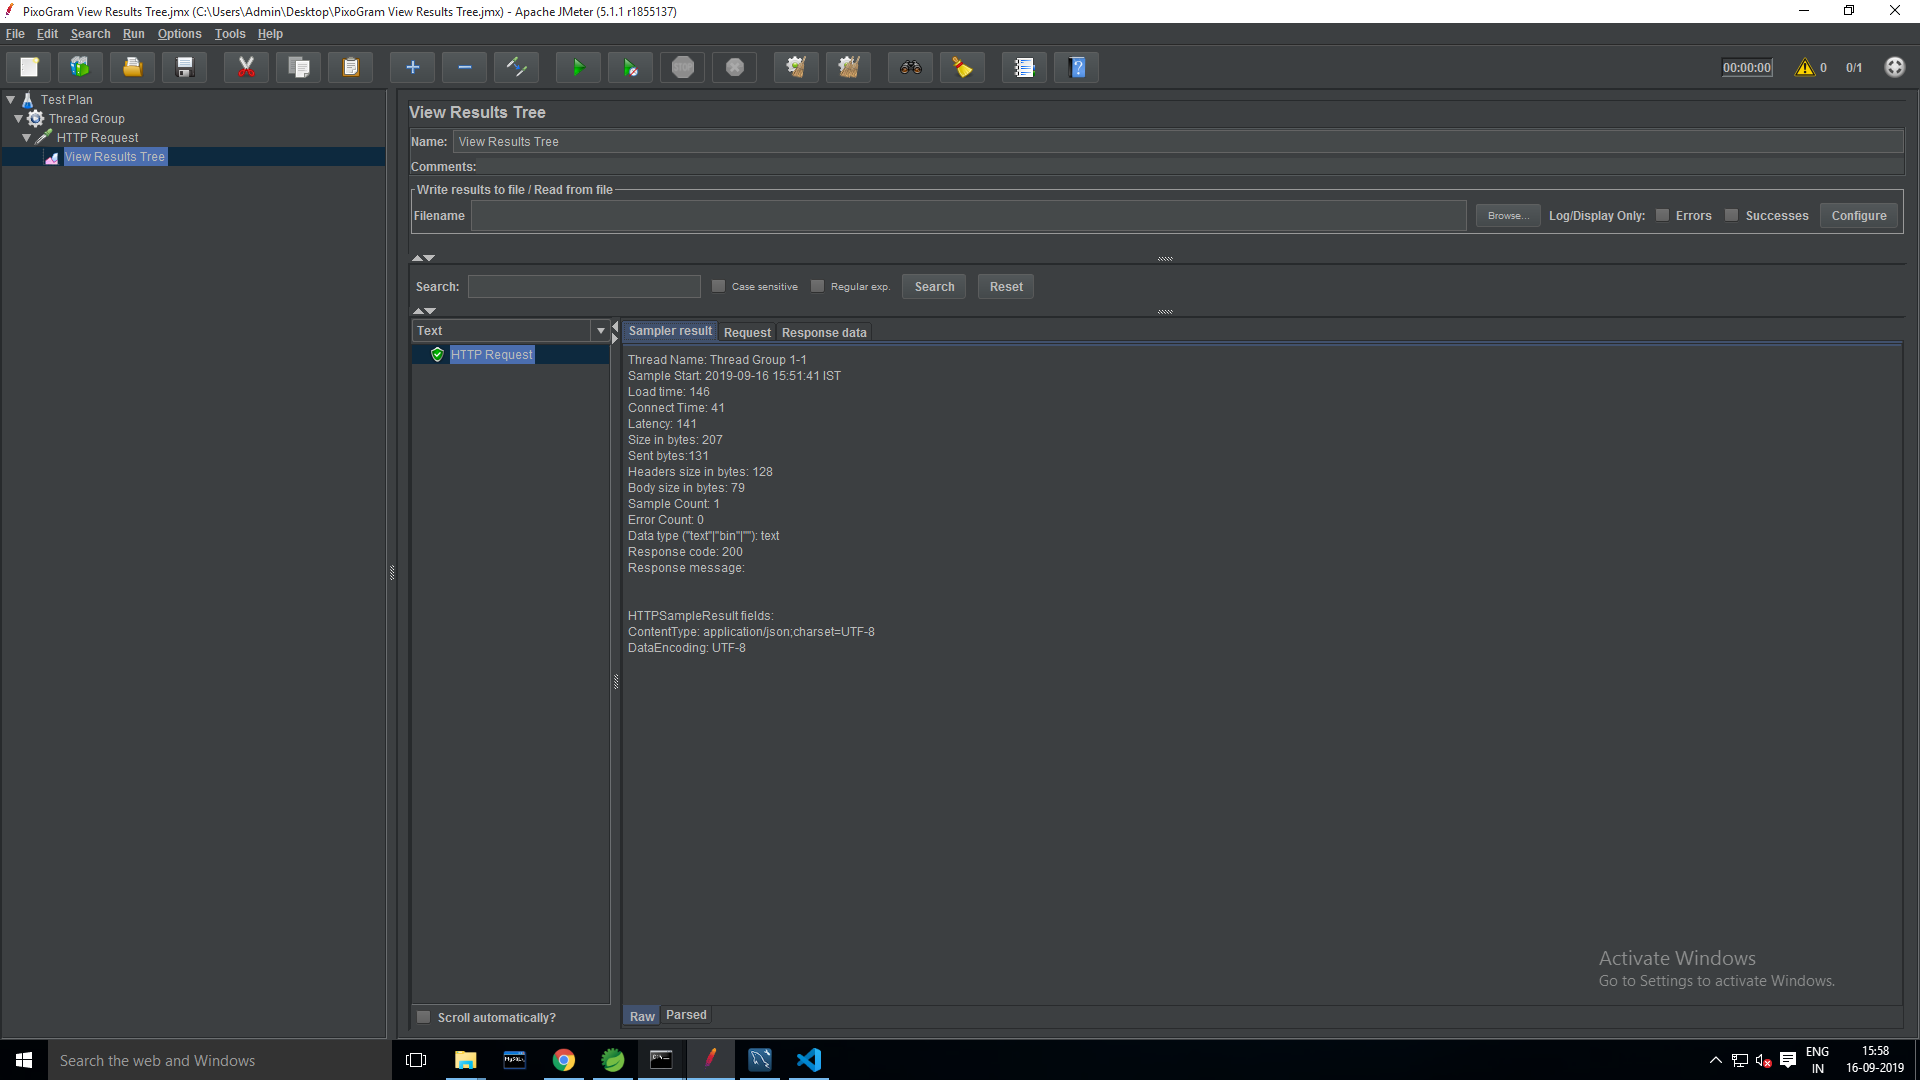 PixoGram View Results Tree.jmx (C:\Users\Admin\Desktop\PixoGram View Results Tree.jmx) - Apache JMeter (5.1.1 r1855137)
File Edit Search Run Options Tools Help
STOP
00:00:00 0 0/1
Test Plan
Thread Group
HTTP Request
View Results Tree
View Results Tree
Name: View Results Tree
Comments:
Write results to file / Read from file
Filename Browse... Log/Display Only: Errors Successes Configure
Search: Case sensitive Regular exp. Search Reset
Text
HTTP Request
Sampler result Request Response data
Thread Name: Thread Group 1-1
Sample Start: 2019-09-16 15:51:41 IST
Load time: 146
Connect Time: 41
Latency: 141
Size in bytes: 207
Sent bytes:131
Headers size in bytes: 128
Body size in bytes: 79
Sample Count: 1
Error Count: 0
Data type ("text"|"bin"|""): text
Response code: 200
Response message:
HTTPSampleResult fields:
ContentType: application/json;charset=UTF-8
DataEncoding: UTF-8
Activate Windows
Go to Settings to activate Windows.
Scroll automatically?
Raw Parsed
Search the web and Windows
ENG
IN
15:58
16-09-2019